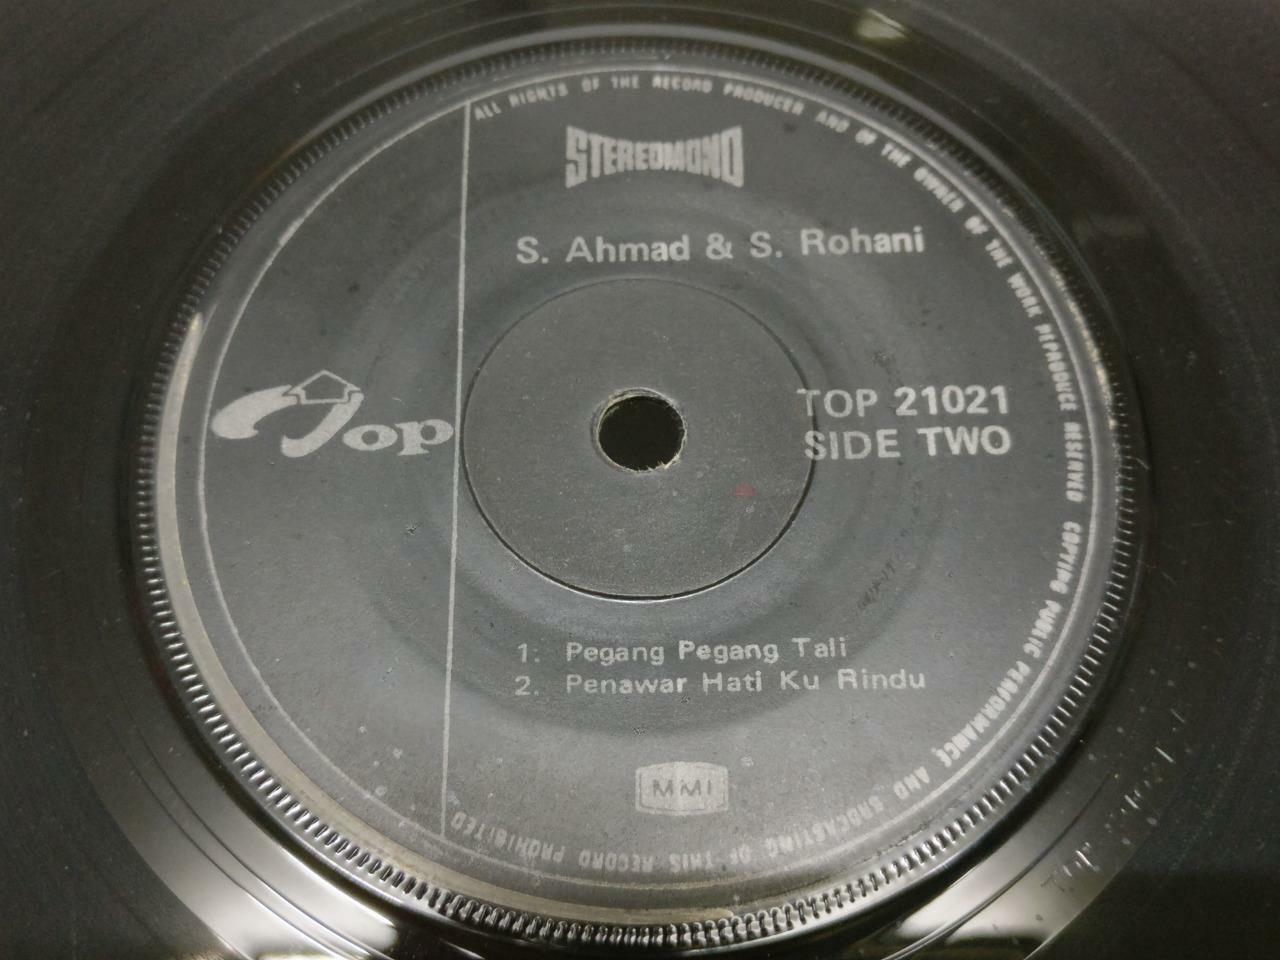 ALL RIGHTS OF THE RECORD PRODUCER AND OF THE OWNER OF THE WORK REPRODUCE RESERVED COPYING PUBLIC PERFORMANCE AND BROCASTING OF THIS RECORD PROHIBITED
STEREOMONO
S. Ahmad & S. Rohani
Top
TOP 21021
SIDE TWO
1. Pegang Pegang Tali
2. Penawar Hati Ku Rindu
MMI